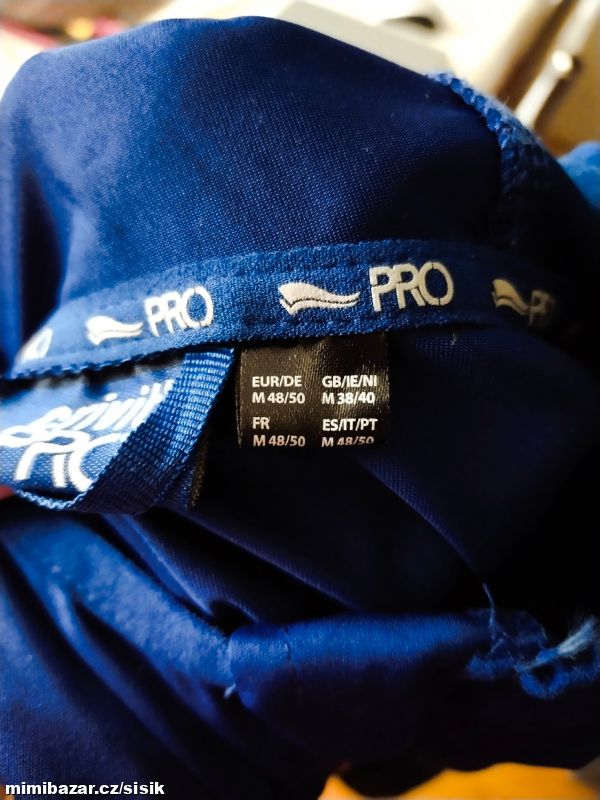 PRO PRO
EUR/DE GB/IE/NI
M 48/50 M 38/40
FR ES/IT/PT
M 48/50 M 48/50
mimibazar.cz/sisik